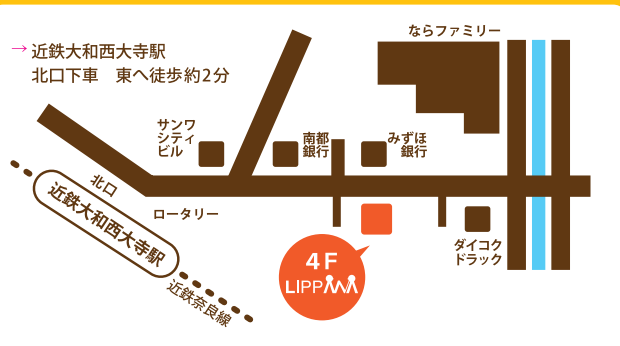 → 近鉄大和西大寺駅
北口下車　東へ徒歩約2分
ならファミリー
サンワ
シティ
ビル
南都
銀行
みずほ
銀行
北口
近鉄大和西大寺駅
ロータリー
ダイコク
ドラック
4F
LIPPMM
近鉄奈良線